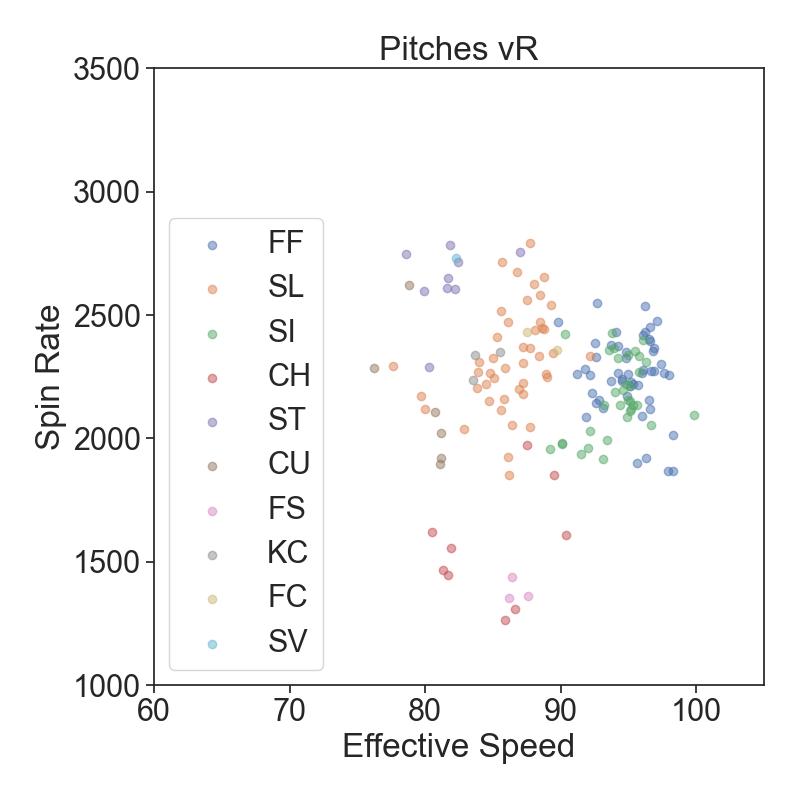 Pitches vR
3500
3000
2500
2000
1500
1000
Spin Rate
FF
SL
SI
CH
ST
CU
FS
KC
FC
SV
60 70 80 90 100
Effective Speed